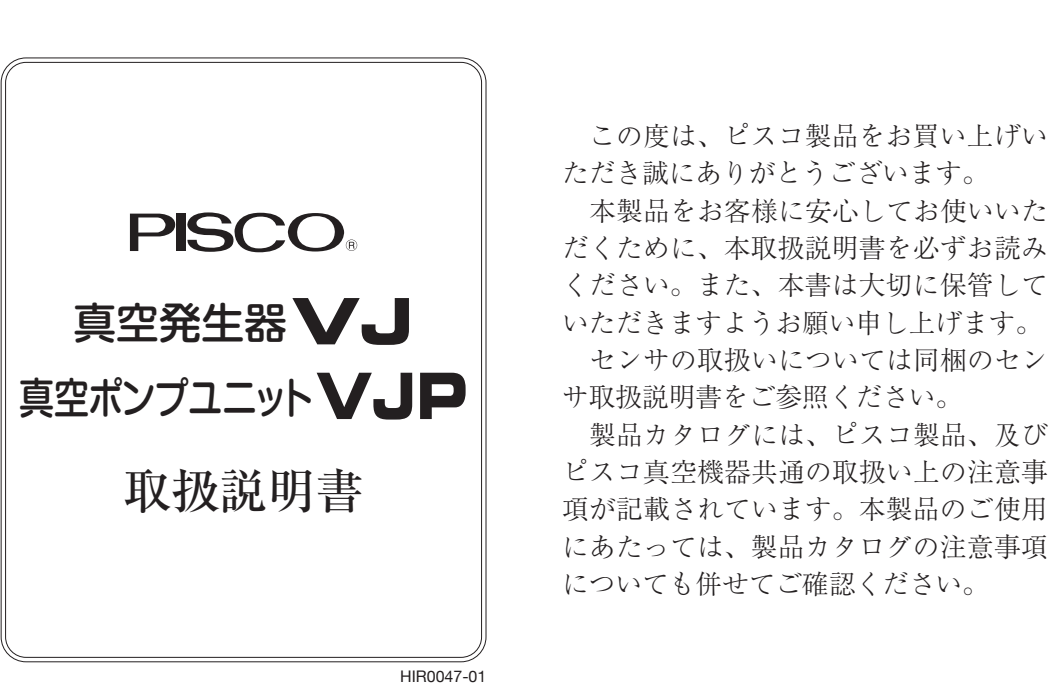 PISCO®
真空発生器 VJ
真空ポンプユニット VJP
取扱説明書
HIR0047-01
この度は、ピスコ製品をお買い上げい
ただき誠にありがとうございます。
本製品をお客様に安心してお使いいた
だくために、本取扱説明書を必ずお読み
ください。また、本書は大切に保管して
いただきますようお願い申し上げます。
センサの取扱いについては同梱のセン
サ取扱説明書をご参照ください。
製品カタログには、ピスコ製品、及び
ピスコ真空機器共通の取扱い上の注意事
項が記載されています。本製品のご使用
にあたっては、製品カタログの注意事項
についても併せてご確認ください。